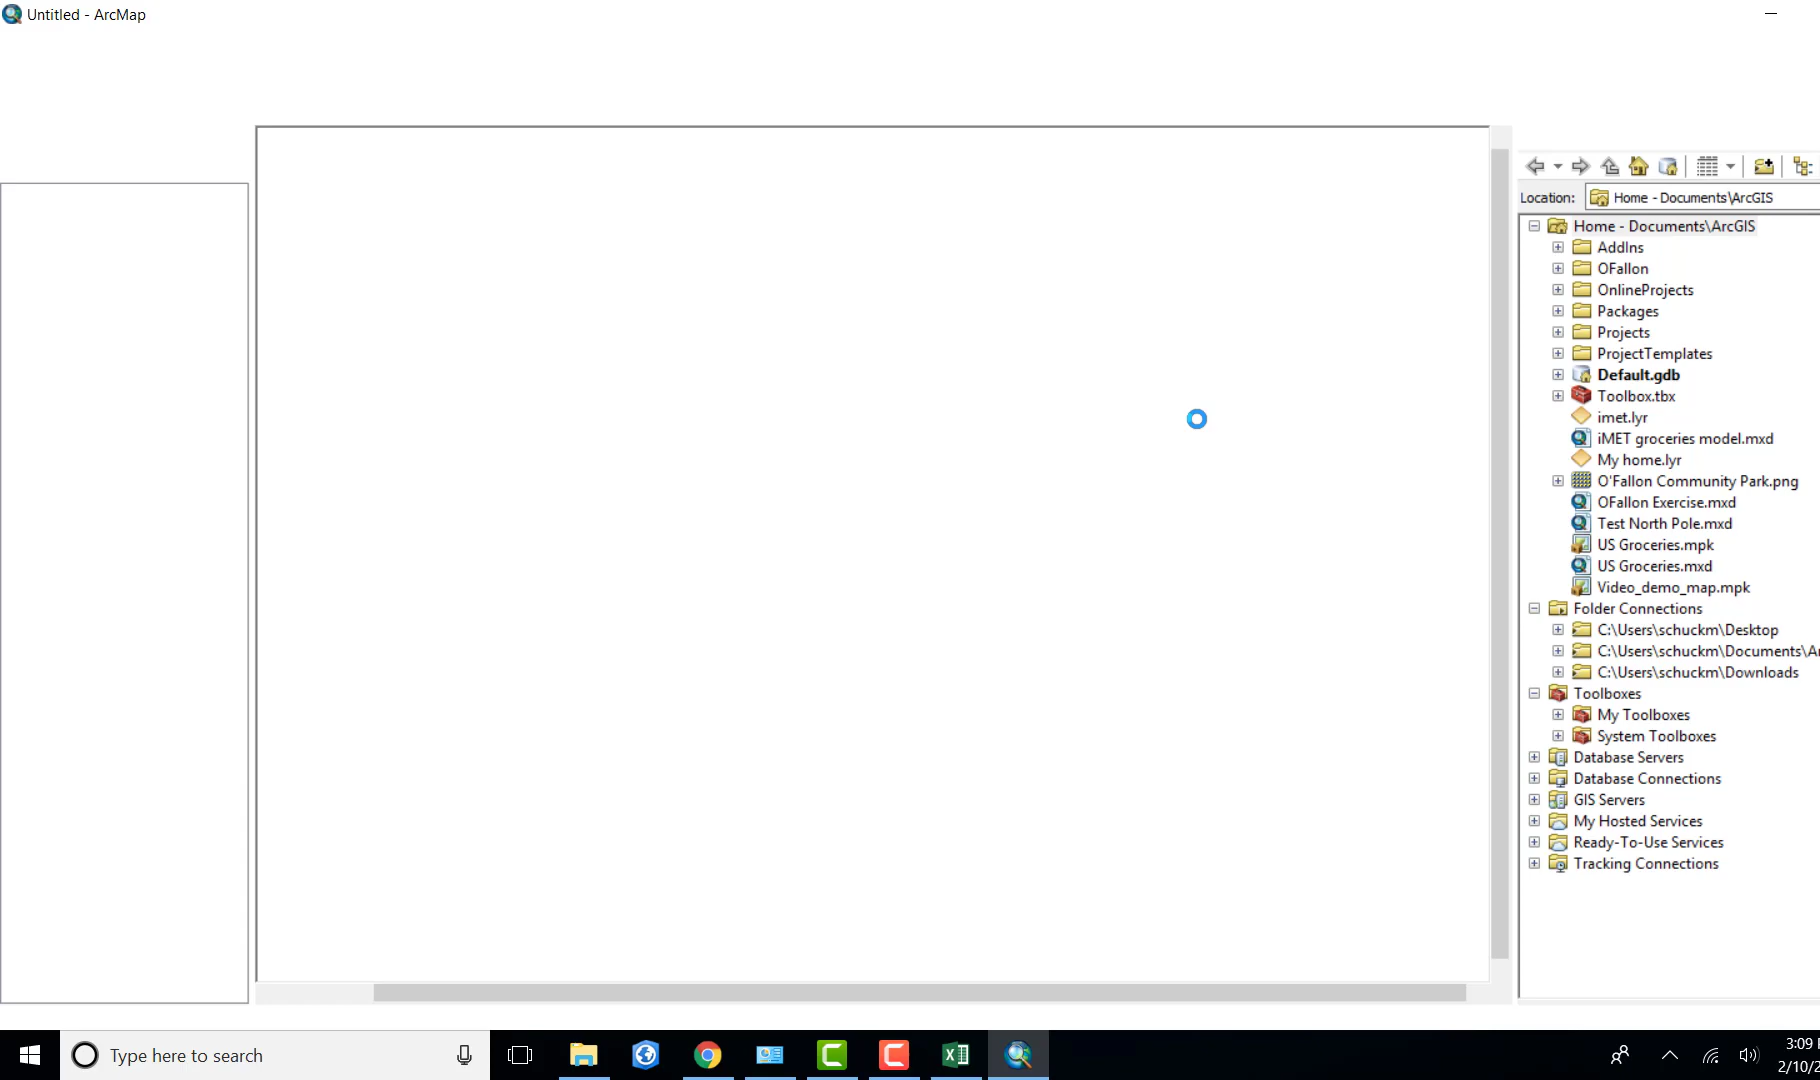 Untitled - ArcMap
Location: Home - Documents\ArcGIS
Home - Documents\ArcGIS
AddIns
OFallon
OnlineProjects
Packages
Projects
ProjectTemplates
Default.gdb
Toolbox.tbx
imet.lyr
iMET groceries model.mxd
My home.lyr
O'Fallon Community Park.png
OFallon Exercise.mxd
Test North Pole.mxd
US Groceries.mpk
US Groceries.mxd
Video_demo_map.mpk
Folder Connections
C:\Users\schuckm\Desktop
C:\Users\schuckm\Documents\A
C:\Users\schuckm\Downloads
Toolboxes
My Toolboxes
System Toolboxes
Database Servers
Database Connections
GIS Servers
My Hosted Services
Ready-To-Use Services
Tracking Connections
Type here to search
3:09
2/10/2